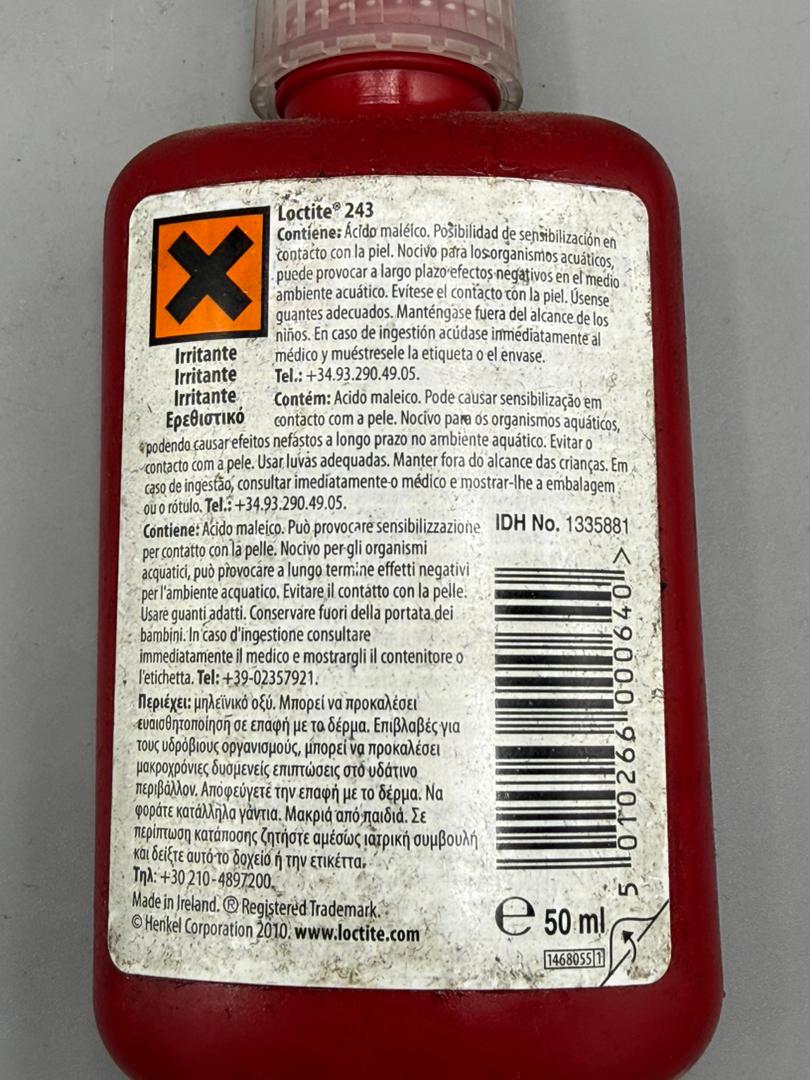 Loctite® 243
Contiene: Ácido maléico. Posibilidad de sensibilización en
contacto con la piel. Nocivo para los organismos acuáticos,
puede provocar a largo plazo efectos negativos en el medio
ambiente acuático. Evítese el contacto con la piel. Úsense
guantes adecuados. Manténgase fuera del alcance de los
niños. En caso de ingestión acúdase inmediatamente al
médico y muéstresele la etiqueta o el envase.
Tel.: +34.93.290.49.05.
Irritante
Irritante
Irritante
Ερεθιστικό
Contém: Acido maleico. Pode causar sensibilização em
contacto com a pele. Nocivo para os organismos aquáticos,
podendo causar efeitos nefastos a longo prazo no ambiente aquático. Evitar o
contacto com a pele. Usar luvas adequadas. Manter fora do alcance das crianças. Em
caso de ingestão, consultar imediatamente o médico e mostrar-lhe a embalagem
ou o rótulo. Tel.: +34.93.290.49.05.
Contiene: Acido maleico. Può provocare sensibilizzazione
per contatto con la pelle. Nocivo per gli organismi
acquatici, può provocare a lungo termine effetti negativi
per l'ambiente acquatico. Evitare il contatto con la pelle.
Usare guanti adatti. Conservare fuori della portata dei
bambini. In caso d'ingestione consultare
immediatamente il medico e mostrargli il contenitore o
l'etichetta. Tel: +39-02357921.
Περιέχει: μηλεϊνικό οξύ. Μπορεί να προκαλέσει
ευαισθητοποίηση σε επαφή με το δέρμα. Επιβλαβές για
τους υδρόβιους οργανισμούς, μπορεί να προκαλέσει
μακροχρόνιες δυσμενείς επιπτώσεις στο υδάτινο
περιβάλλον. Αποφεύγετε την επαφή με το δέρμα. Να
φοράτε κατάλληλα γάντια. Μακριά από παιδιά. Σε
περίπτωση κατάποσης ζητήστε αμέσως ιατρική συμβουλή
και δείξτε αυτό το δοχείο ή την ετικέττα.
Τηλ: +30 210-4897200.
Made in Ireland. ® Registered Trademark.
© Henkel Corporation 2010. www.loctite.com
IDH No. 1335881
5 010266 000640 >
℮ 50 ml
1468055 1